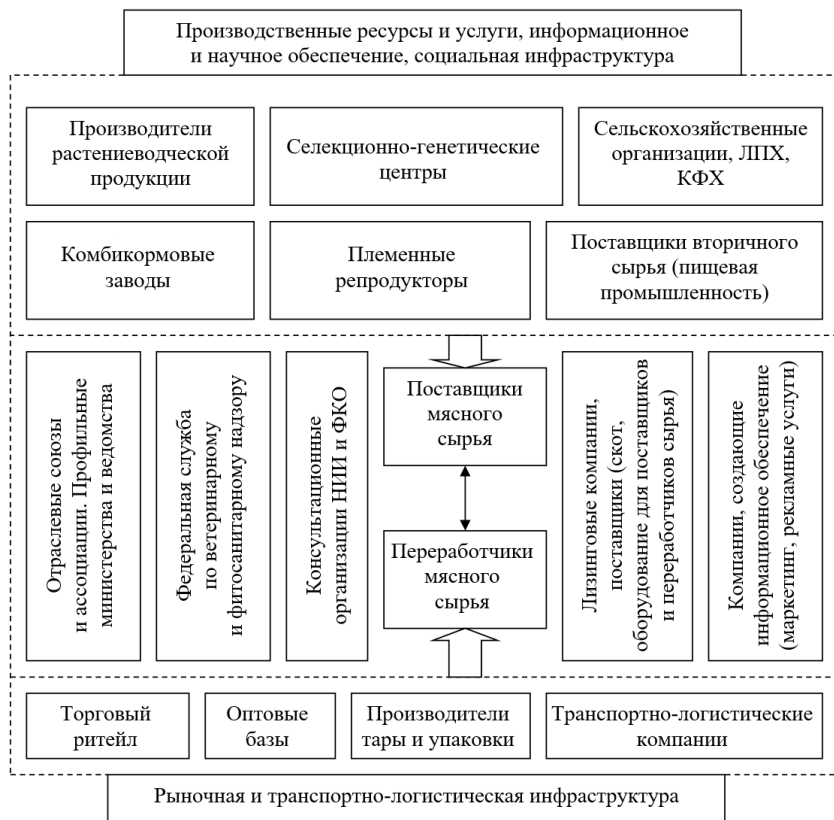 Производственные ресурсы и услуги, информационное
и научное обеспечение, социальная инфраструктура
Производители
растениеводческой
продукции
Селекционно-генетические
центры
Сельскохозяйственные
организации, ЛПХ,
КФХ
Комбикормовые
заводы
Племенные
репродукторы
Поставщики вторичного
сырья (пищевая
промышленность)
Отраслевые союзы
и ассоциации. Профильные
министерства и ведомства
Федеральная служба
по ветеринарному
и фитосанитарному надзору
Консультационные
организации НИИ и ФКО
Поставщики
мясного
сырья
Переработчики
мясного
сырья
Лизинговые компании,
поставщики (скот,
оборудование для поставщиков
и переработчиков сырья)
Компании, создающие
информационное обеспечение
(маркетинг, рекламные услуги)
Торговый
ритейл
Оптовые
базы
Производители
тары и упаковки
Транспортно-логистические
компании
Рыночная и транспортно-логистическая инфраструктура